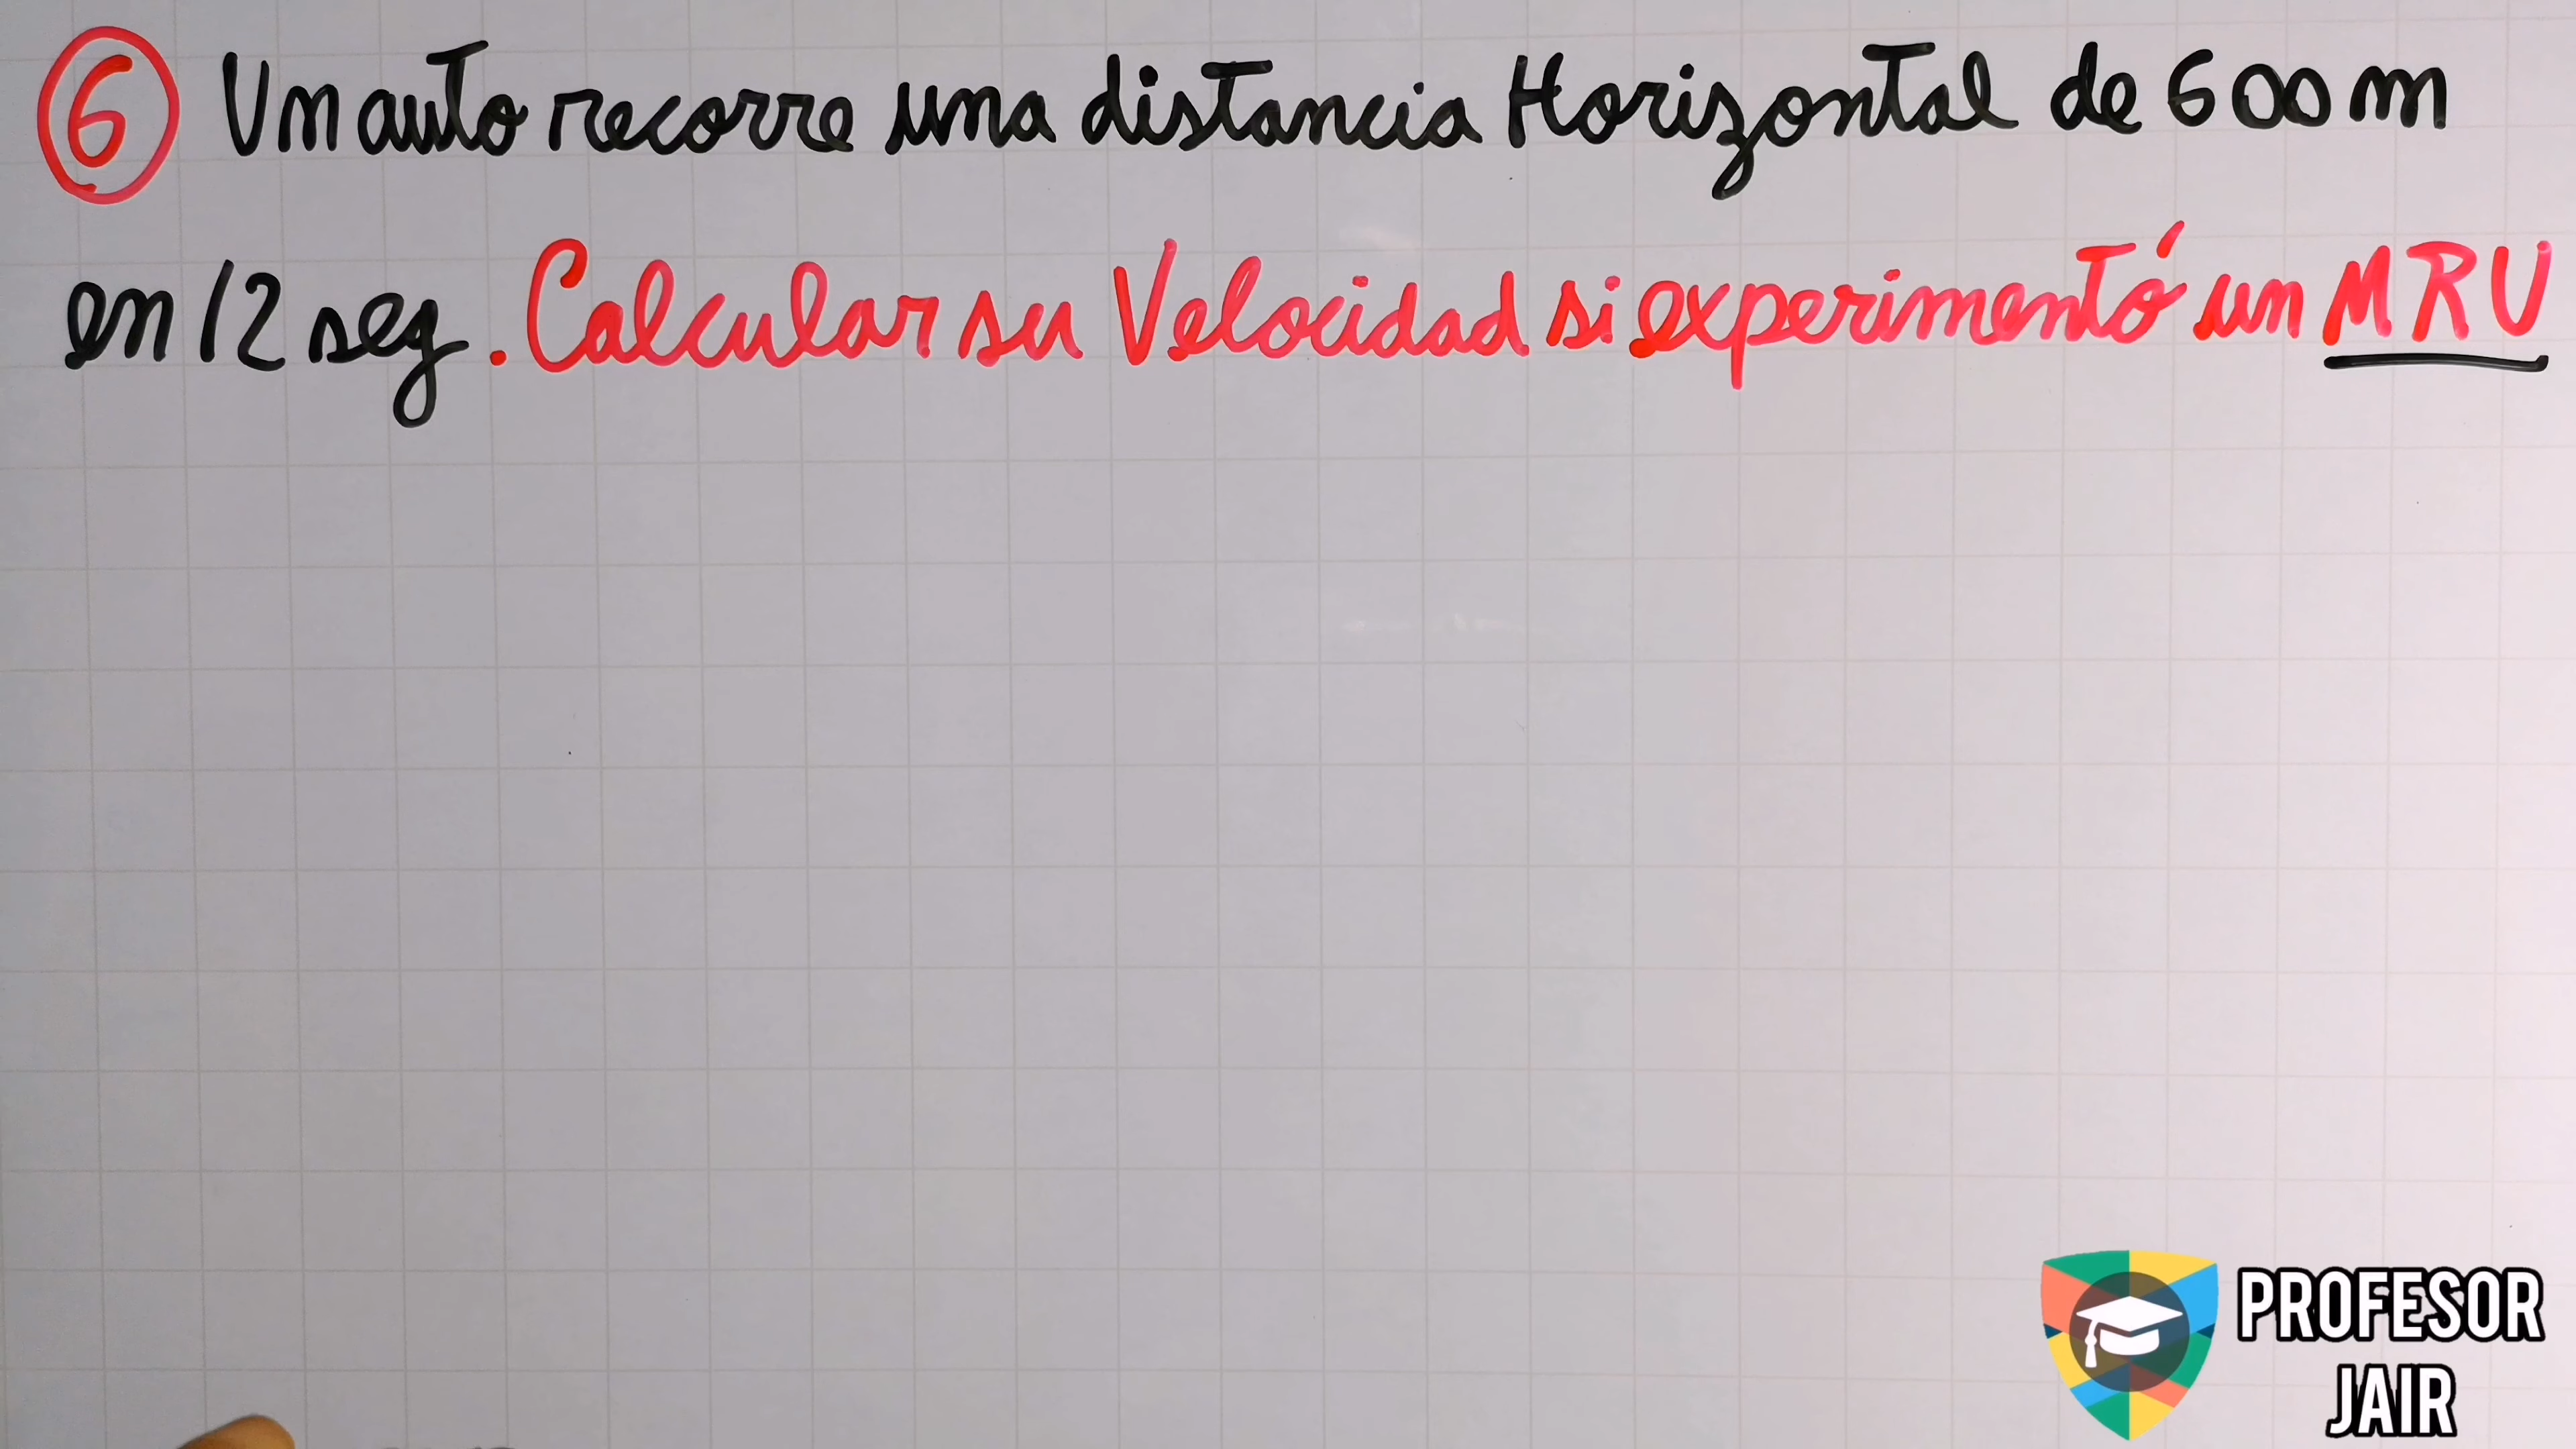 6 Un auto recorre una distancia Horizontal de 600 m
en 12 seg. Calcular su Velocidad si experimentó un MRU
PROFESOR
JAIR